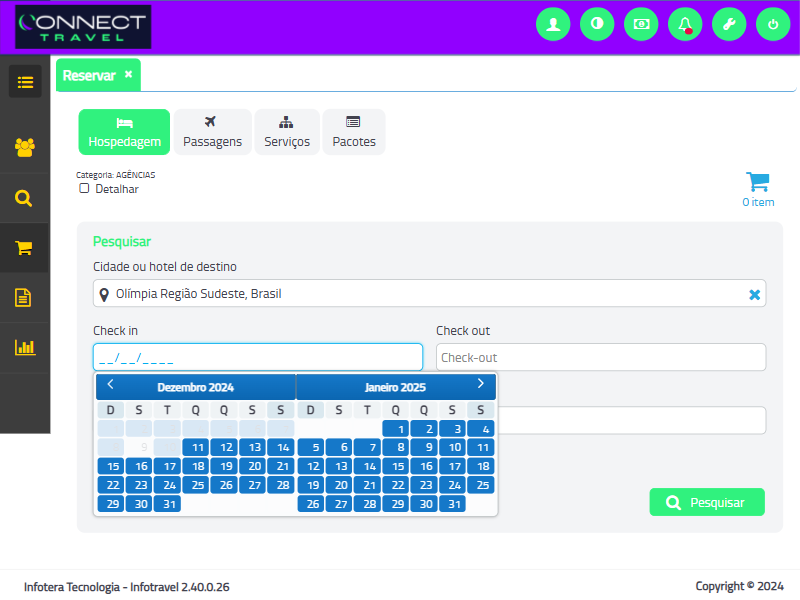 CONNECT
TRAVEL
Reservar ×
Hospedagem
Passagens
Serviços
Pacotes
Categoria: AGÊNCIAS
Detalhar
0 item
Pesquisar
Cidade ou hotel de destino
Olímpia Região Sudeste, Brasil
Check in
Check out
__/__/____
Check-out
Dezembro 2024
Janeiro 2025
D S T Q Q S S D S T Q Q S S
1 2 3 4
9 11 12 13 14 5 6 7 8 9 10 11
15 16 17 18 19 20 21 12 13 14 15 16 17 18
22 23 24 25 26 27 28 19 20 21 22 23 24 25
29 30 31 26 27 28 29 30 31
Pesquisar
Infotera Tecnologia - Infotravel 2.40.0.26
Copyright © 2024